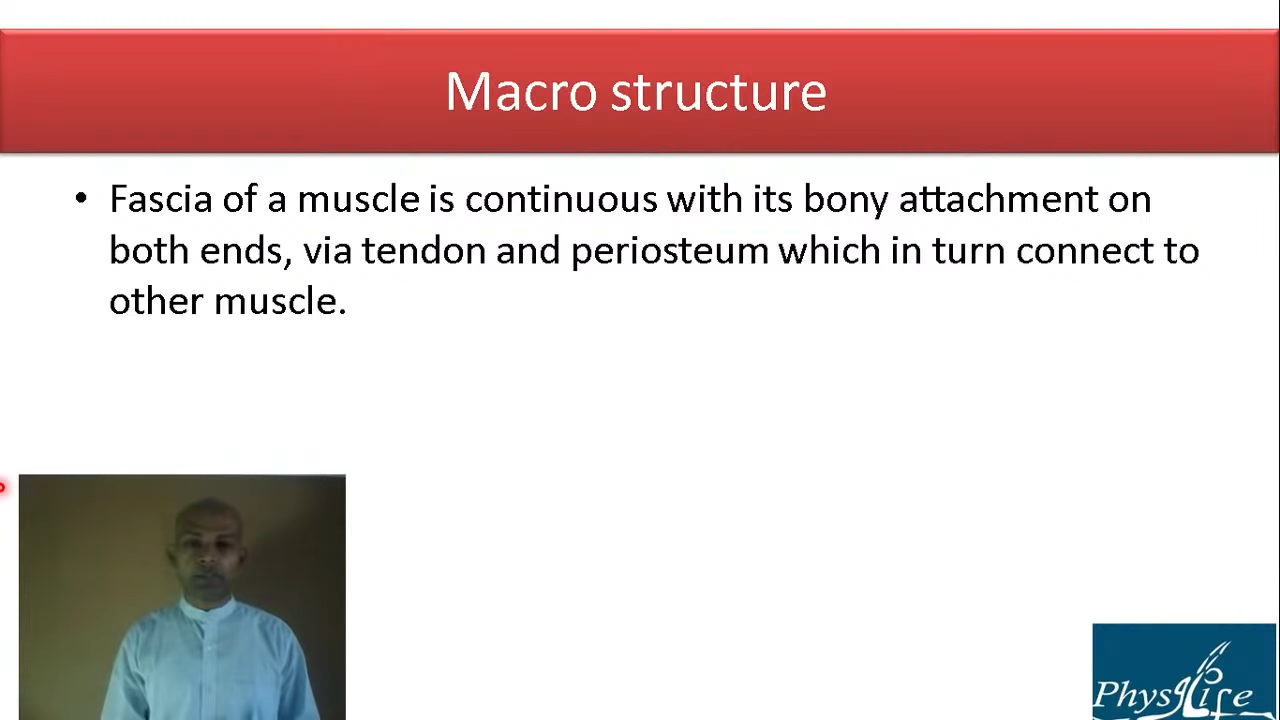 Macro structure
• Fascia of a muscle is continuous with its bony attachment on
both ends, via tendon and periosteum which in turn connect to
other muscle.
PhysLife